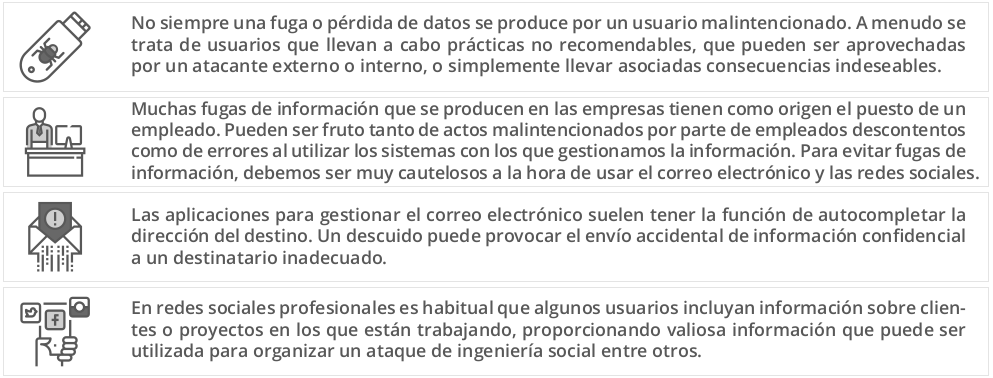 No siempre una fuga o pérdida de datos se produce por un usuario malintencionado. A menudo se
trata de usuarios que llevan a cabo prácticas no recomendables, que pueden ser aprovechadas
por un atacante externo o interno, o simplemente llevar asociadas consecuencias indeseables.
Muchas fugas de información que se producen en las empresas tienen como origen el puesto de un
empleado. Pueden ser fruto tanto de actos malintencionados por parte de empleados descontentos
como de errores al utilizar los sistemas con los que gestionamos la información. Para evitar fugas de
información, debemos ser muy cautelosos a la hora de usar el correo electrónico y las redes sociales.
Las aplicaciones para gestionar el correo electrónico suelen tener la función de autocompletar la
dirección del destino. Un descuido puede provocar el envío accidental de información confidencial
a un destinatario inadecuado.
En redes sociales profesionales es habitual que algunos usuarios incluyan información sobre clien-
tes o proyectos en los que están trabajando, proporcionando valiosa información que puede ser
utilizada para organizar un ataque de ingeniería social entre otros.